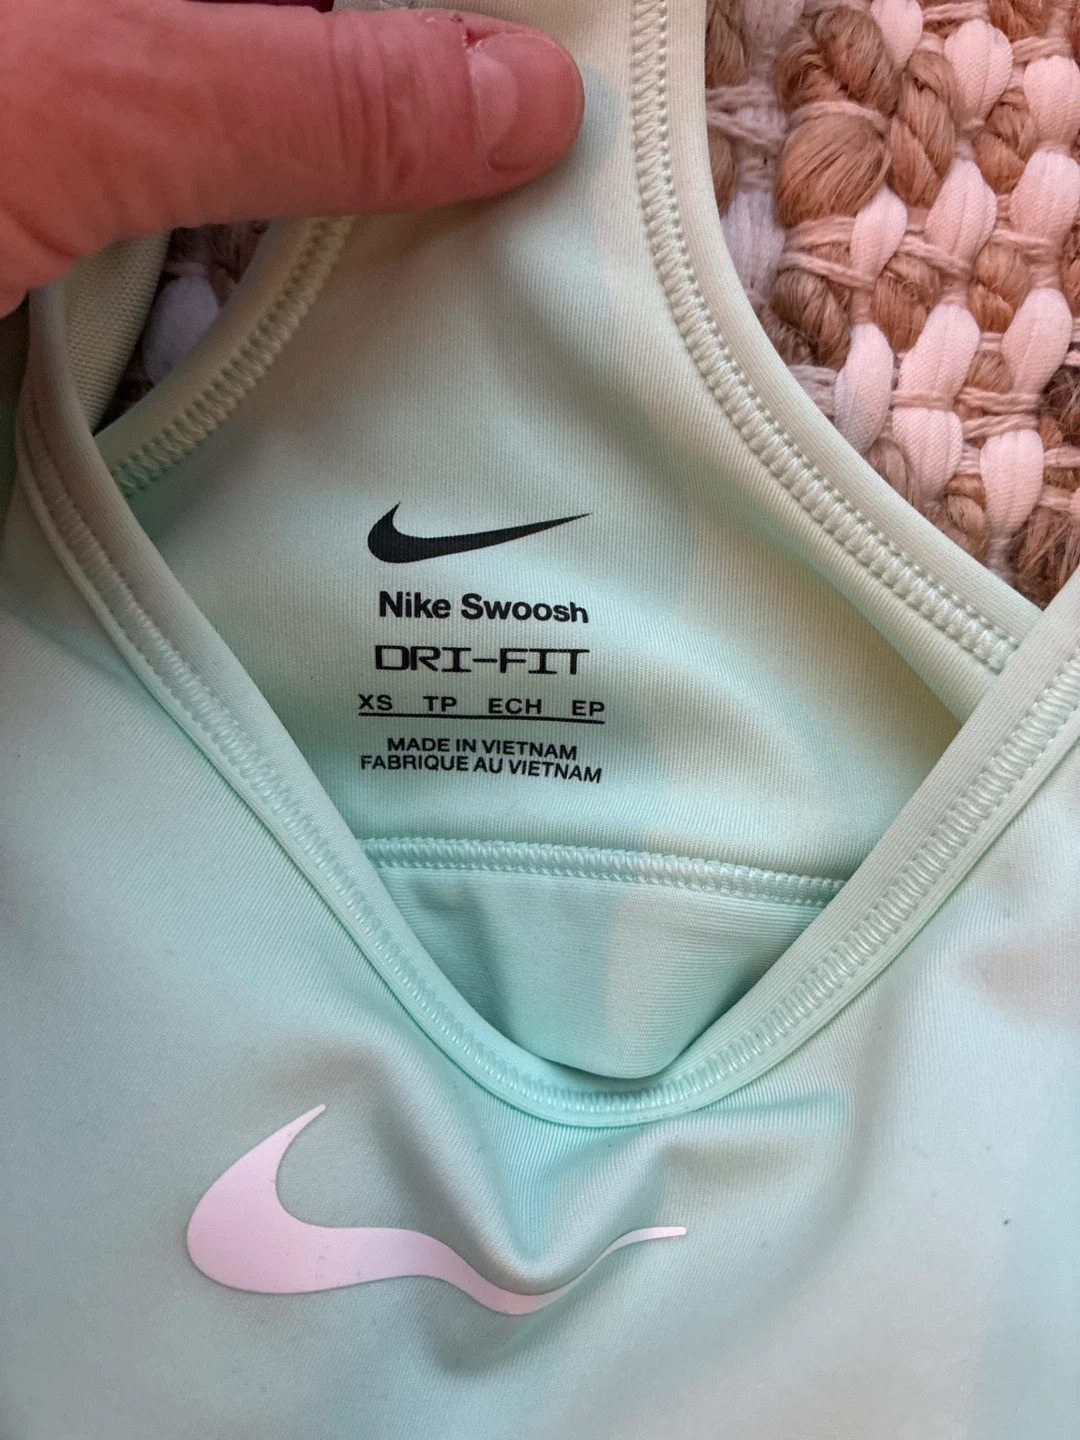 Nike Swoosh
DRI-FIT
XS TP ECH EP
MADE IN VIETNAM
FABRIQUE AU VIETNAM